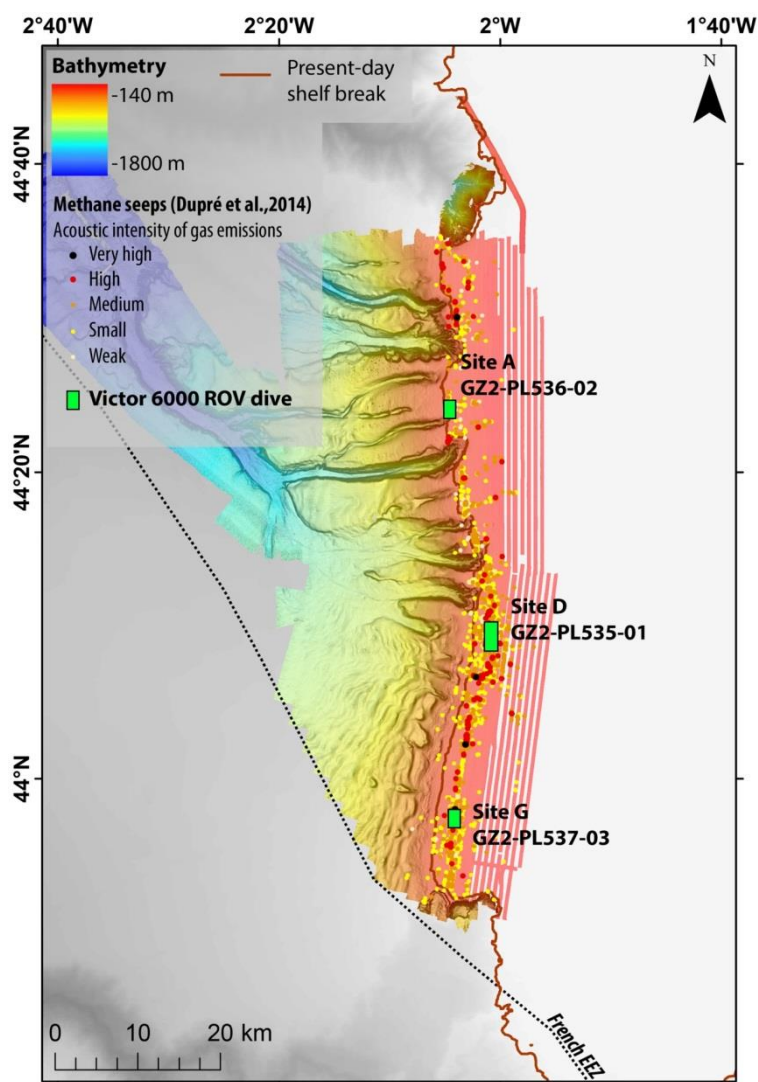 2°40'W 2°20'W 2°W 1°40'W
Bathymetry
-140 m
-1800 m
Present-day
shelf break
N
44°40'N
Methane seeps (Dupré et al.,2014)
Acoustic intensity of gas emissions
Very high
High
Medium
Small
Weak
Victor 6000 ROV dive
Site A
GZ2-PL536-02
44°20'N
Site D
GZ2-PL535-01
44°N
Site G
GZ2-PL537-03
0 10 20 km
French EEZ